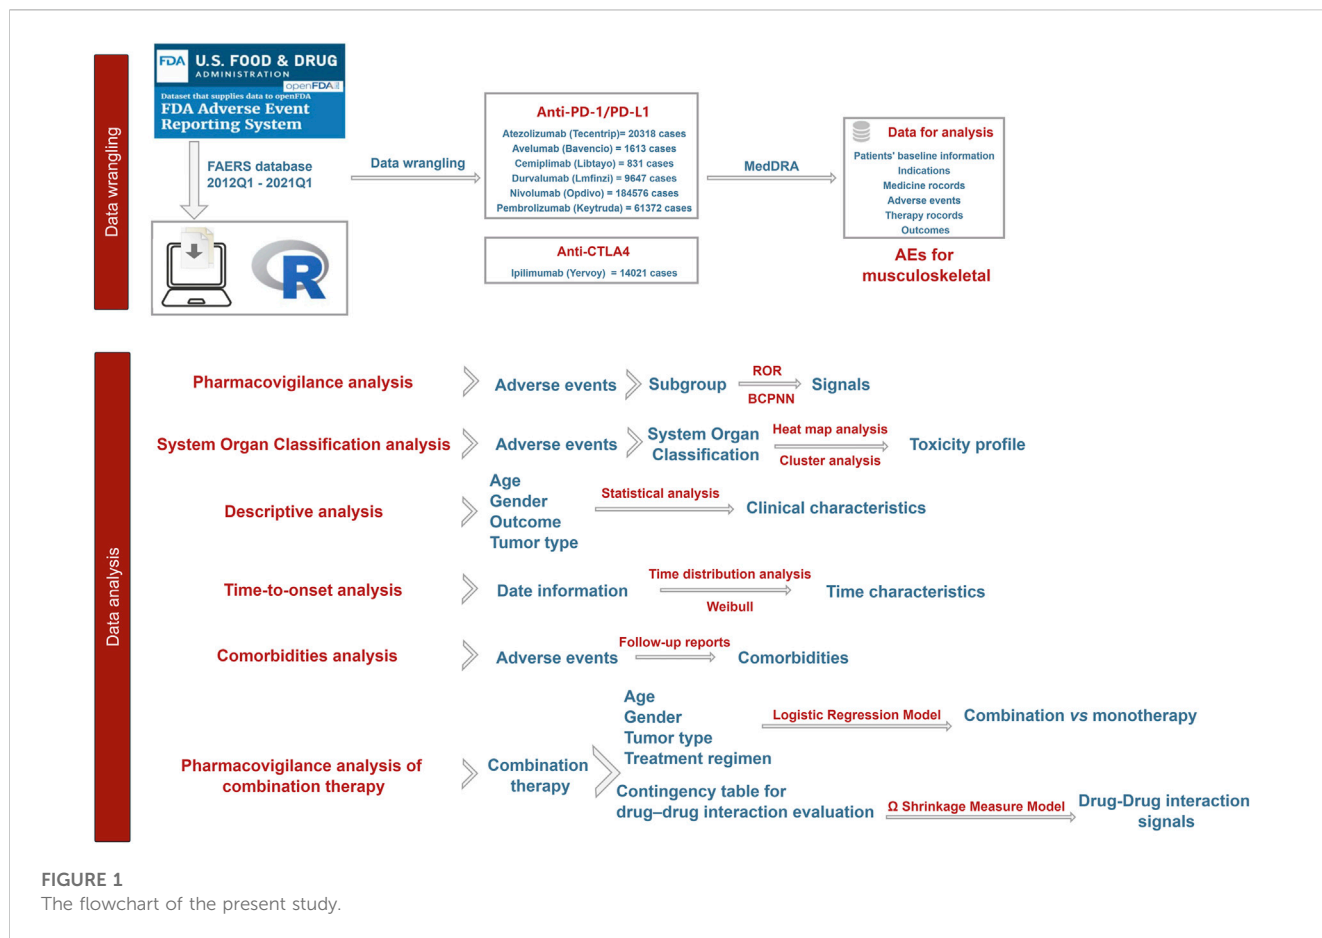 Data wrangling
FDA
U.S. FOOD & DRUG
ADMINISTRATION
openFDA
Dataset that supplies data to openFDA
FDA Adverse Event
Reporting System
FAERS database
2012Q1 - 2021Q1
R
Data wrangling
Anti-PD-1/PD-L1
Atezolizumab (Tecentrip)= 20318 cases
Avelumab (Bavencio) = 1613 cases
Cemiplimab (Libtayo) = 831 cases
Durvalumab (Lmfinzi) = 9647 cases
Nivolumab (Opdivo) = 184576 cases
Pembrolizumab (Keytruda) = 61372 cases
Anti-CTLA4
Ipilimumab (Yervoy) = 14021 cases
MedDRA
Data for analysis
Patients' baseline information
Indications
Medicine rocords
Adverse events
Therapy rocords
Outcomes
AEs for
musculoskeletal
Data analysis
Pharmacovigilance analysis
Adverse events
Subgroup
ROR
BCPNN
Signals
System Organ Classification analysis
Adverse events
System Organ
Classification
Heat map analysis
Cluster analysis
Toxicity profile
Descriptive analysis
Age
Gender
Outcome
Tumor type
Statistical analysis
Clinical characteristics
Time-to-onset analysis
Date information
Time distribution analysis
Weibull
Time characteristics
Comorbidities analysis
Adverse events
Follow-up reports
Comorbidities
Pharmacovigilance analysis of
combination therapy
Combination
therapy
Age
Gender
Tumor type
Treatment regimen
Logistic Regression Model
Combination vs monotherapy
Contingency table for
drug–drug interaction evaluation
Ω Shrinkage Measure Model
Drug-Drug interaction
signals
FIGURE 1
The flowchart of the present study.